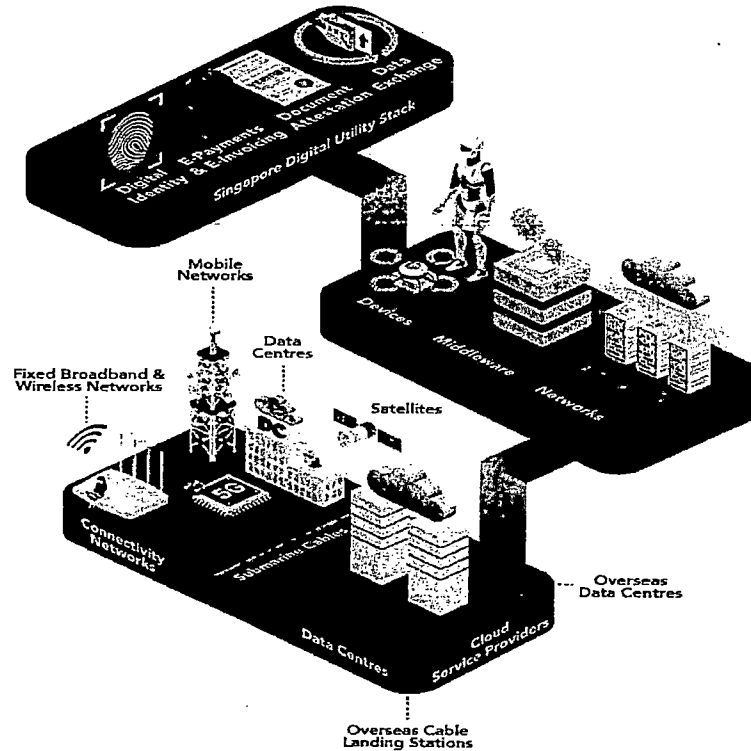 Digital
Identity
E-Payments
& E-Invoicing
Document
Attestation
Data
Exchange
Singapore Digital Utility Stack
Mobile
Networks
Devices
Middleware
Networks
Data
Centres
Fixed Broadband &
Wireless Networks
Satellites
DC
5G
Connectivity
Networks
Submarine Cables
Overseas
Data Centres
Data Centres
Cloud
Service Providers
Overseas Cable
Landing Stations